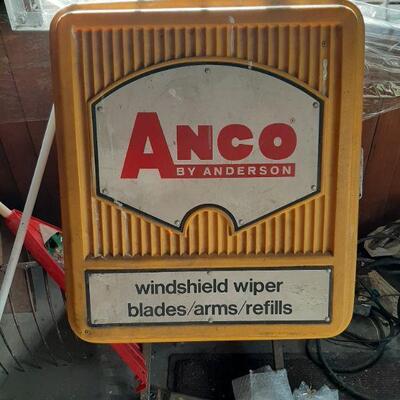 ANCO®
BY ANDERSON
windshield wiper
blades/arms/refills